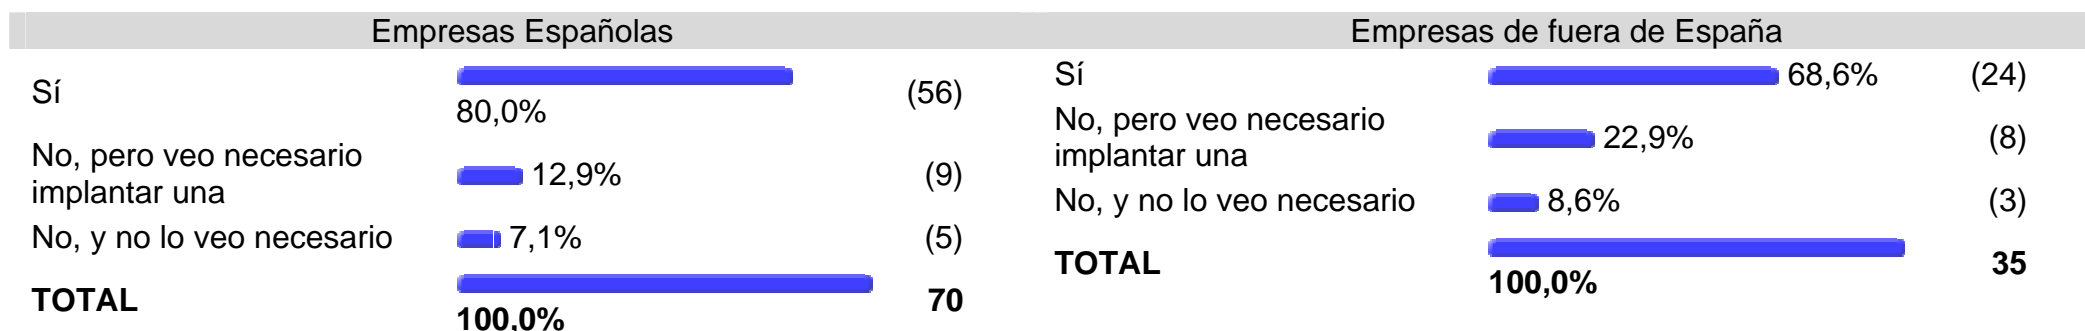 Empresas Españolas
Sí
80,0%
(56)
No, pero veo necesario
implantar una
12,9%
(9)
No, y no lo veo necesario
7,1%
(5)
TOTAL
100,0%
70
Empresas de fuera de España
Sí
68,6%
(24)
No, pero veo necesario
implantar una
22,9%
(8)
No, y no lo veo necesario
8,6%
(3)
TOTAL
100,0%
35